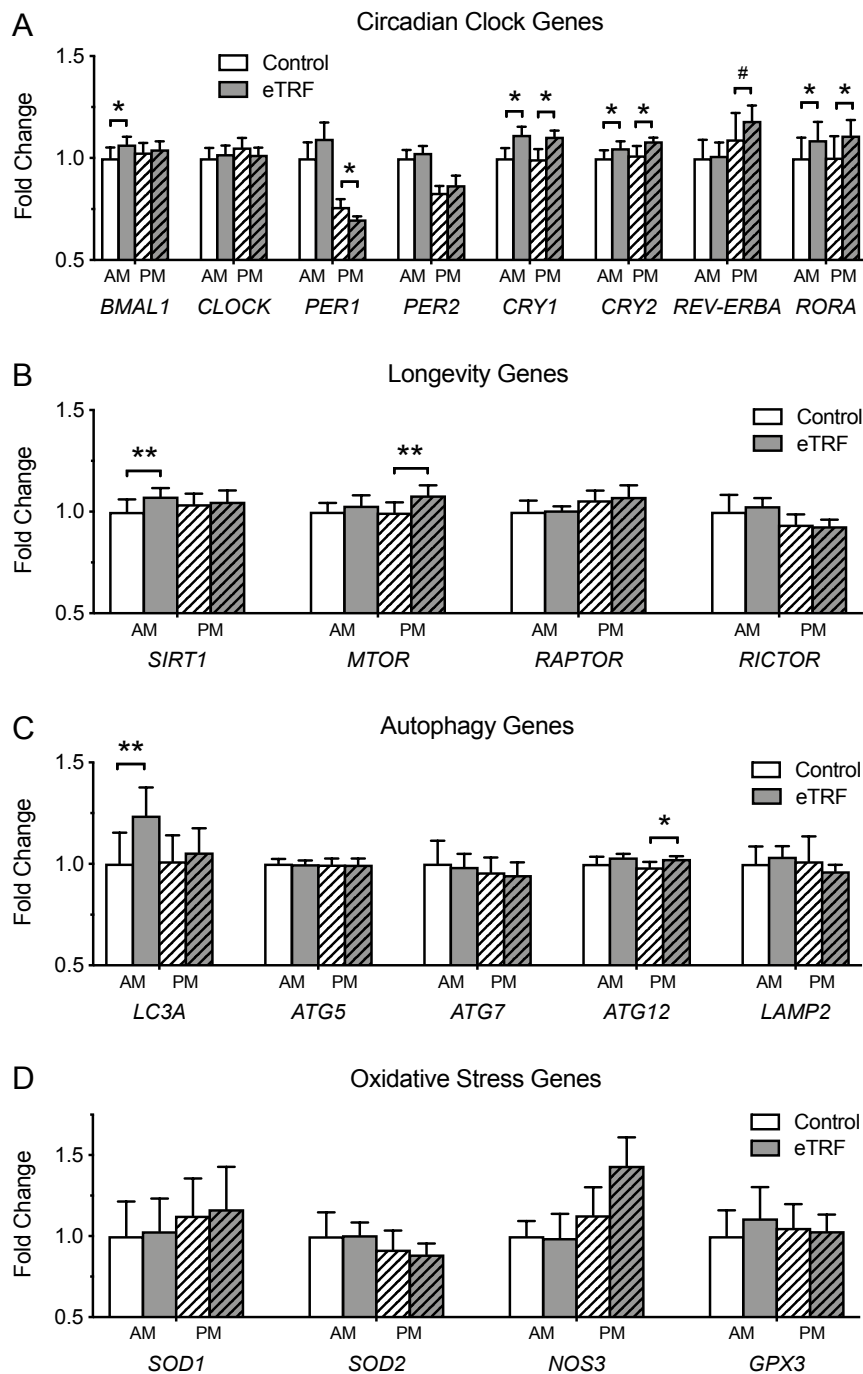 A
Circadian Clock Genes
Fold Change
1.5
1.0
0.5
Control
eTRF
* * * * * * # * *
AM PM AM PM AM PM AM PM AM PM AM PM AM PM AM PM
BMAL1 CLOCK PER1 PER2 CRY1 CRY2 REV-ERBA RORA
B
Longevity Genes
Fold Change
1.5
1.0
0.5
Control
eTRF
** **
AM PM AM PM AM PM AM PM
SIRT1 MTOR RAPTOR RICTOR
C
Autophagy Genes
Fold Change
1.5
1.0
0.5
Control
eTRF
** *
AM PM AM PM AM PM AM PM AM PM
LC3A ATG5 ATG7 ATG12 LAMP2
D
Oxidative Stress Genes
Fold Change
1.5
1.0
0.5
Control
eTRF
AM PM AM PM AM PM AM PM
SOD1 SOD2 NOS3 GPX3